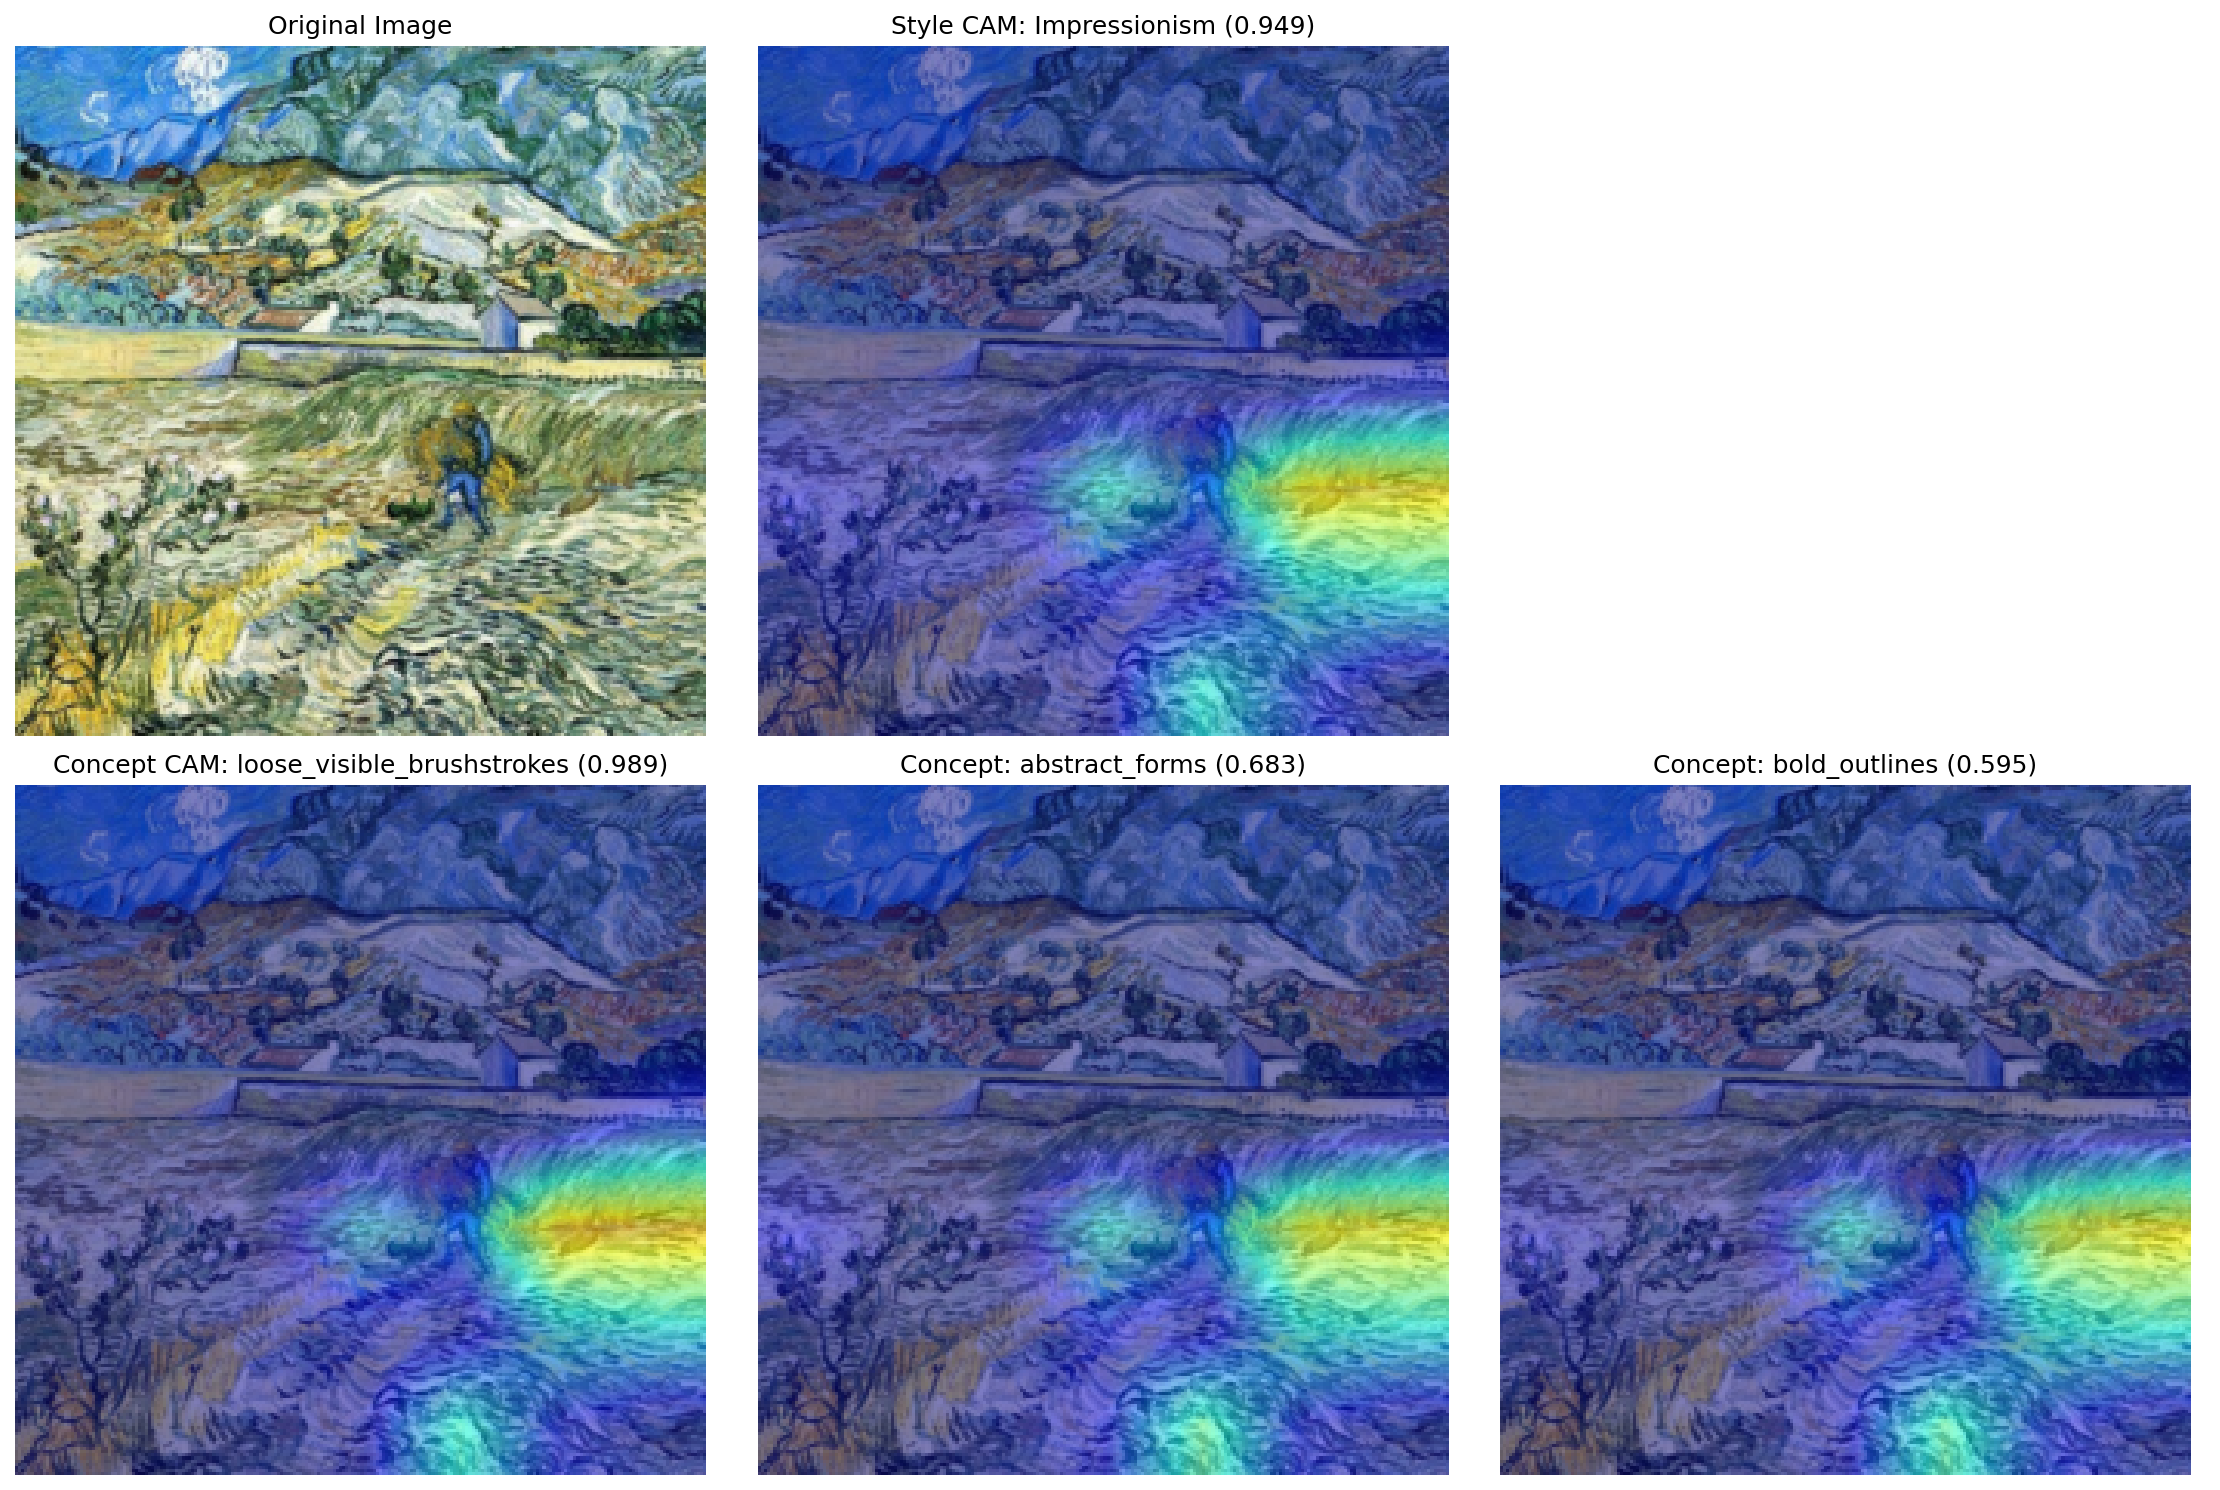 Original Image
Style CAM: Impressionism (0.949)
Concept CAM: loose_visible_brushstrokes (0.989)
Concept: abstract_forms (0.683)
Concept: bold_outlines (0.595)